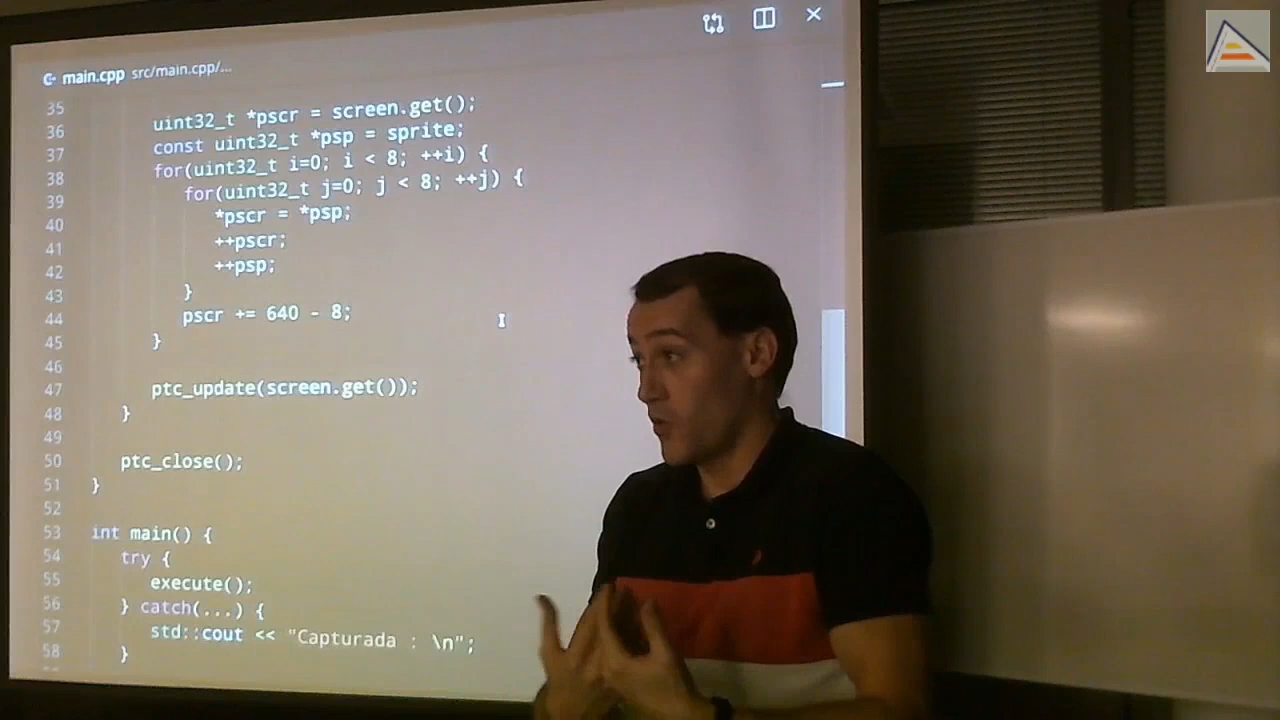 main.cpp src/main.cpp/...
35
36 uint32_t *pscr = screen.get();
37 const uint32_t *psp = sprite;
38 for(uint32_t i=0; i < 8; ++i) {
39 for(uint32_t j=0; j < 8; ++j) {
40 *pscr = *psp;
41 ++pscr;
42 ++psp;
43 }
44 pscr += 640 - 8;
45 }
46
47 ptc_update(screen.get());
48 }
49
50 ptc_close();
51 }
52
53 int main() {
54 try {
55 execute();
56 } catch(...) {
57 std::cout << "Capturada : \n";
58 }